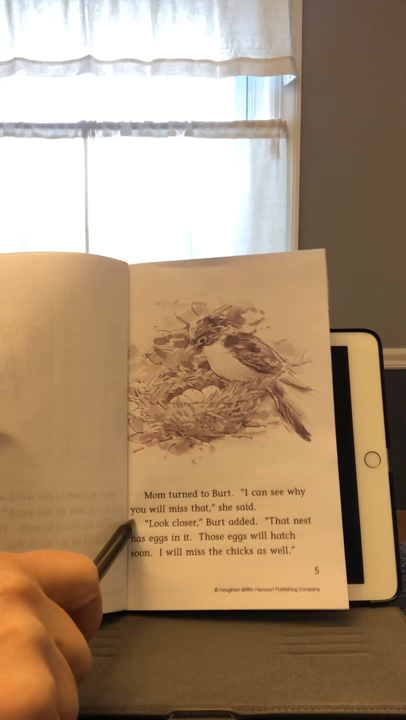 Mom turned to Burt. "I can see why
you will miss that," she said.
"Look closer," Burt added. "That nest
has eggs in it. Those eggs will hatch
soon. I will miss the chicks as well."
5
© Houghton Mifflin Harcourt Publishing Company